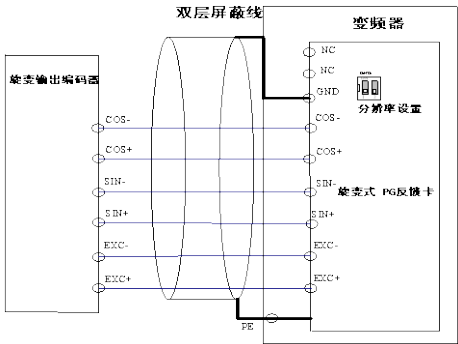 双层屏蔽线
变频器
旋变输出编码器
NC
NC
GND
分辨率设置
COS-
COS-
COS+
COS+
SIN-
SIN-
旋变式 PG反馈卡
SIN+
SIN+
EXC-
EXC-
EXC+
EXC+
PE